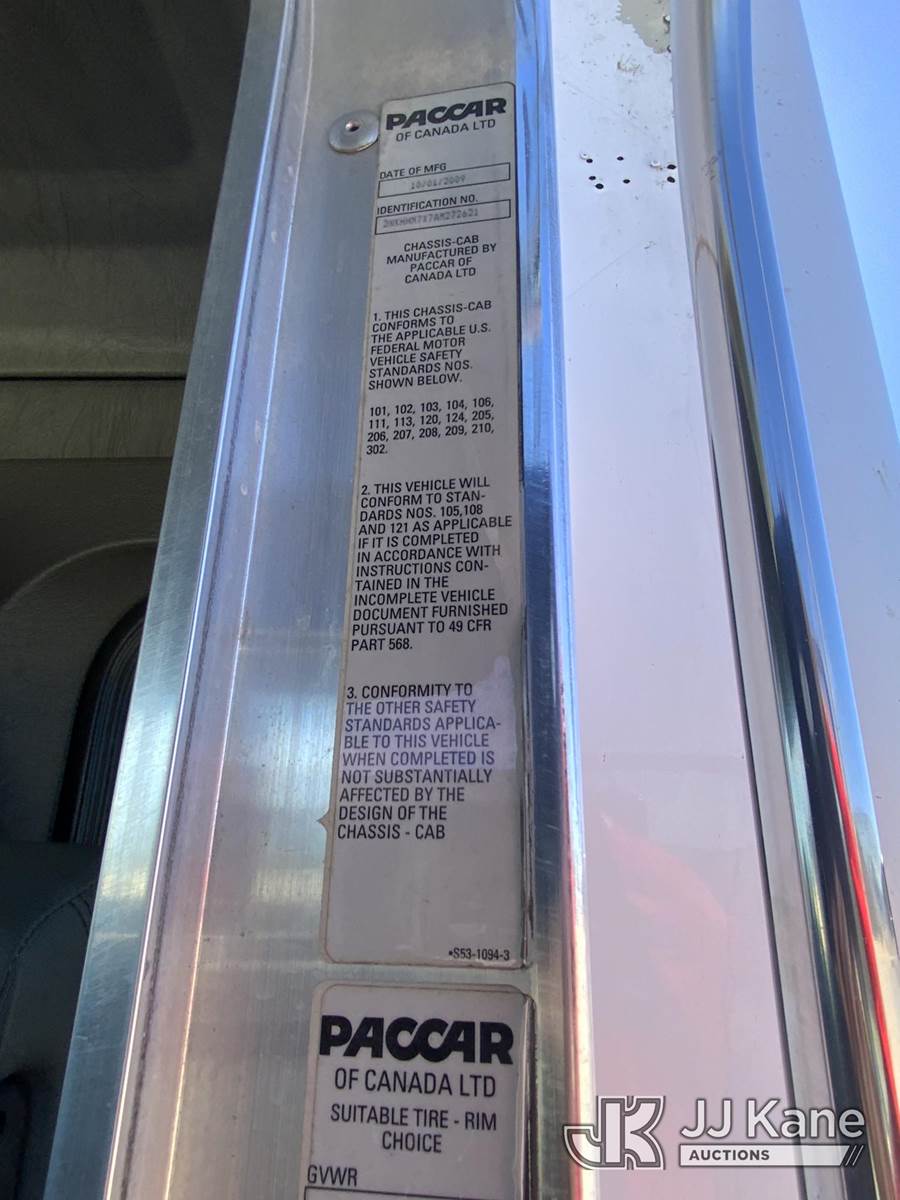 PACCAR
OF CANADA LTD
DATE OF MFG
10/01/2009
IDENTIFICATION NO.
CHASSIS-CAB
MANUFACTURED BY
PACCAR OF
CANADA LTD
1. THIS CHASSIS-CAB
CONFORMS TO
THE APPLICABLE U.S.
FEDERAL MOTOR
VEHICLE SAFETY
STANDARDS NOS.
SHOWN BELOW.
101, 102, 103, 104, 106,
111, 113, 120, 124, 205,
206, 207, 208, 209, 210,
302.
2. THIS VEHICLE WILL
CONFORM TO STAN-
DARDS NOS. 105,108
AND 121 AS APPLICABLE
IF IT IS COMPLETED
IN ACCORDANCE WITH
INSTRUCTIONS CON-
TAINED IN THE
INCOMPLETE VEHICLE
DOCUMENT FURNISHED
PURSUANT TO 49 CFR
PART 568.
3. CONFORMITY TO
THE OTHER SAFETY
STANDARDS APPLICA-
BLE TO THIS VEHICLE
WHEN COMPLETED IS
NOT SUBSTANTIALLY
AFFECTED BY THE
DESIGN OF THE
CHASSIS - CAB
*S53-1094-3
PACCAR
OF CANADA LTD
SUITABLE TIRE - RIM
CHOICE
GVWR
JK JJ Kane
AUCTIONS